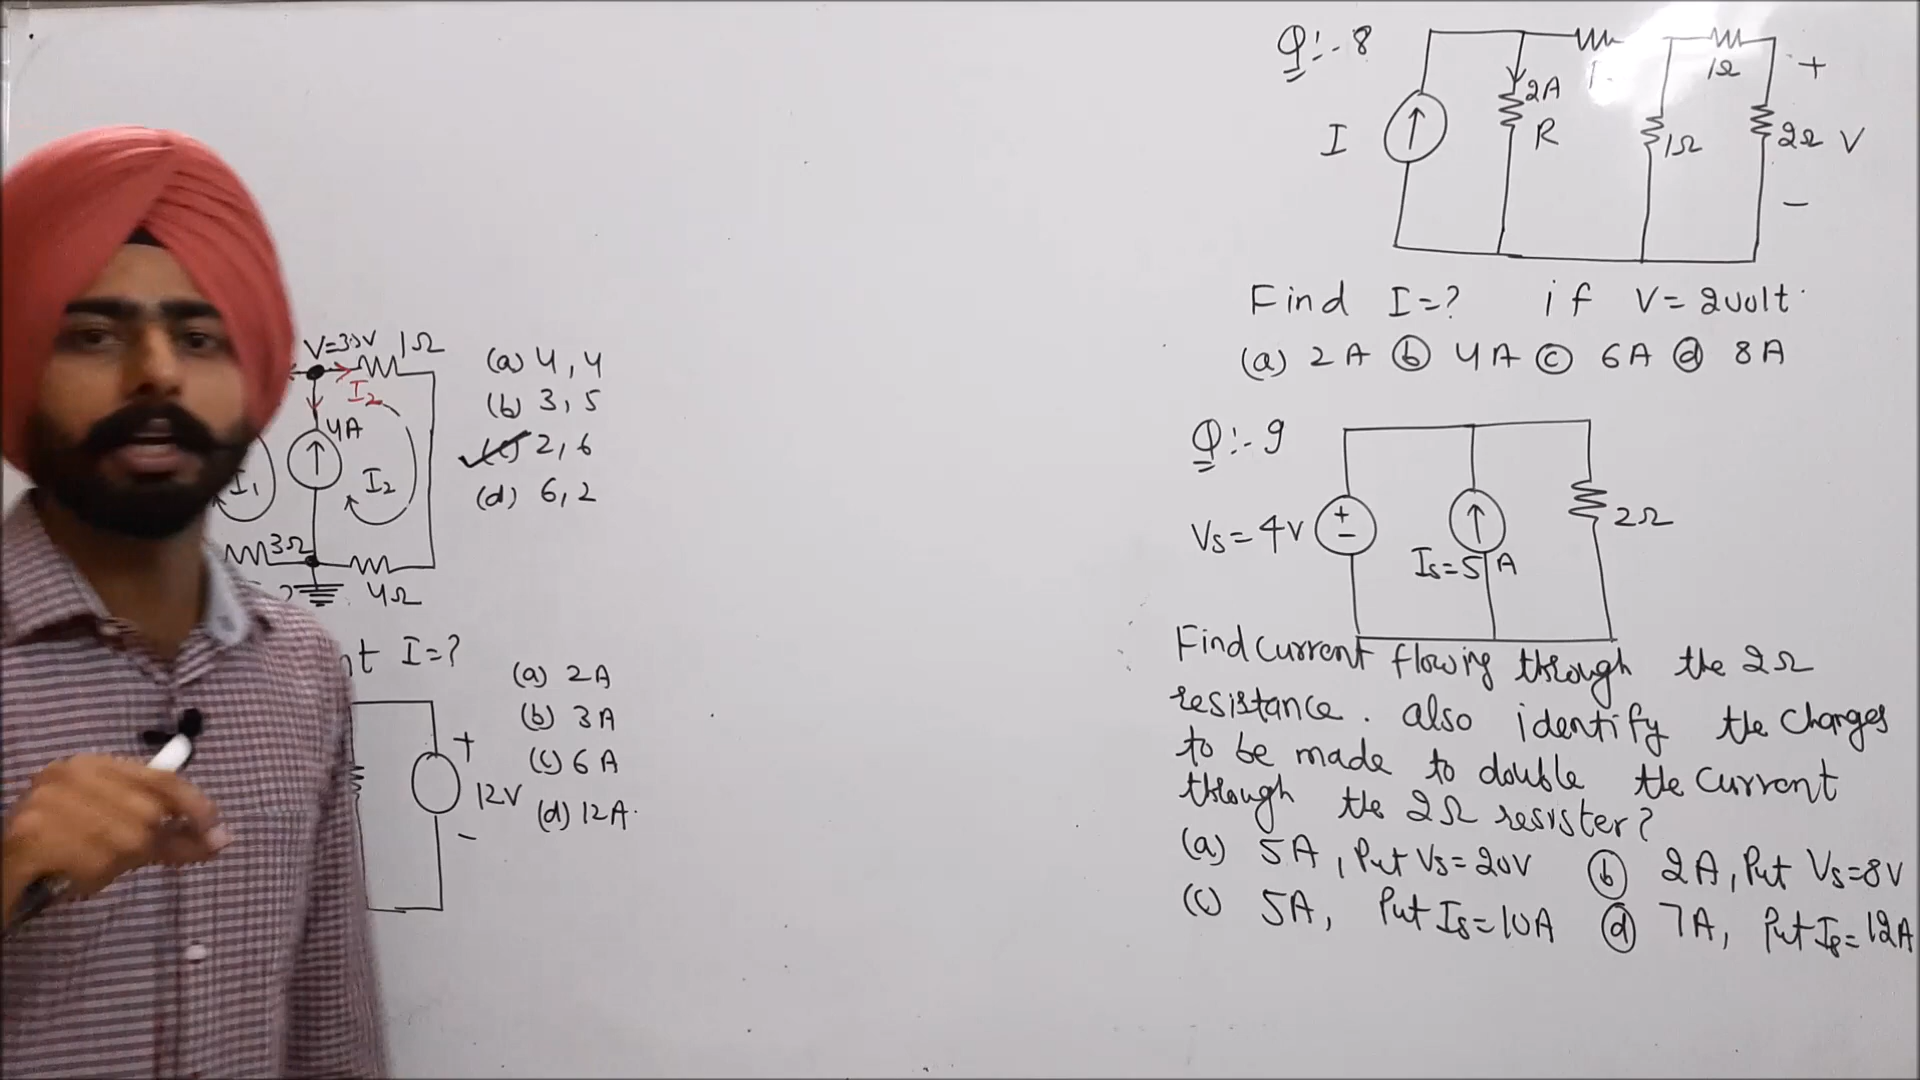 V=30V 1Ω
I2
4A
I1 I2
3Ω
4Ω
(a) 4, 4
(b) 3, 5
(c) 2, 6
(d) 6, 2
I=?
+
12V
-
(a) 2A
(b) 3A
(c) 6A
(d) 12A.
Q:- 8
1Ω +
2A
I R 1Ω 2Ω V
-
Find I=? if V= 2volt
(a) 2A (b) 4A (c) 6A (d) 8A
Q:- 9
Vs= 4V + - 2Ω
Is=5A
Find current flowing through the 2Ω
resistance. also identify the changes
to be made to double the current
through the 2Ω resister?
(a) 5A, Put Vs=20V (b) 2A, Put Vs=8V
(c) 5A, Put Is=10A (d) 7A, Put Is=12A